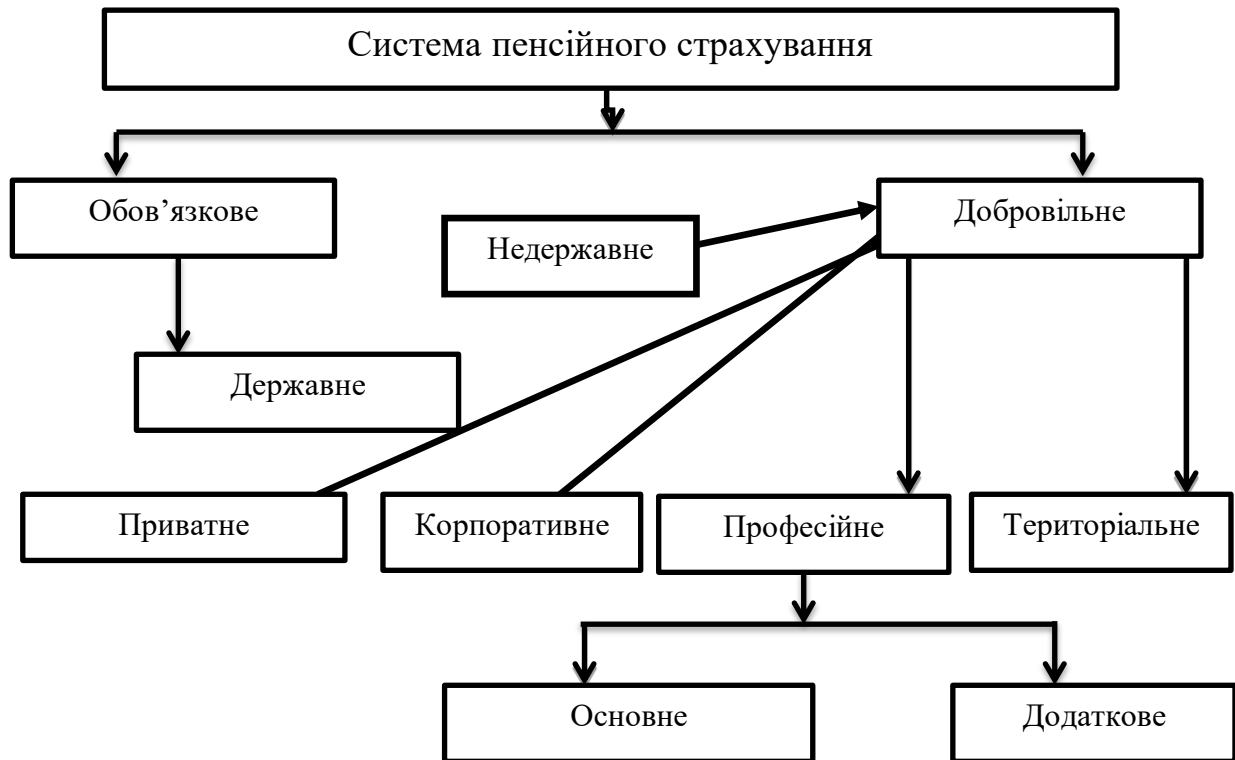 Система пенсійного страхування
Обов’язкове
Добровільне
Недержавне
Державне
Приватне
Корпоративне
Професійне
Територіальне
Основне
Додаткове